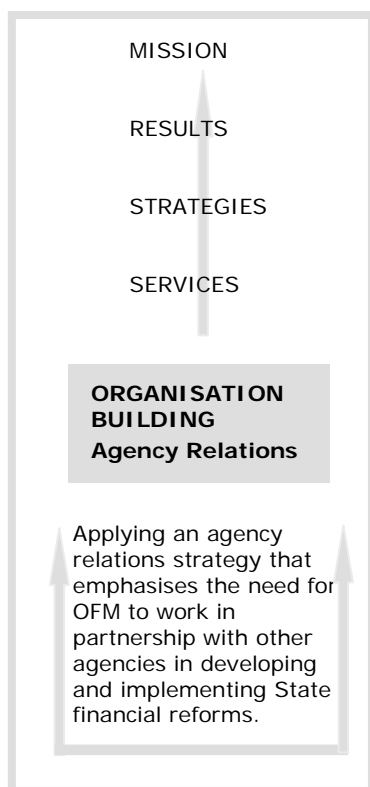 MISSION
RESULTS
STRATEGIES
SERVICES
ORGANISATION
BUILDING
Agency Relations
Applying an agency
relations strategy that
emphasises the need for
OFM to work in
partnership with other
agencies in developing
and implementing State
financial reforms.